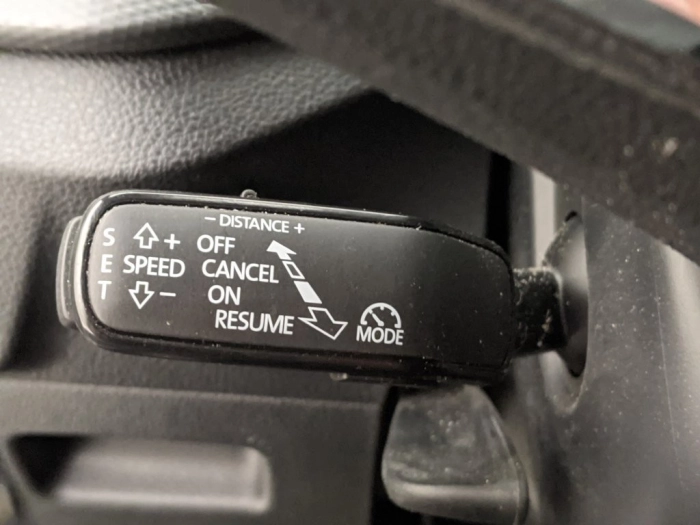 - DISTANCE +
S + OFF
E SPEED CANCEL
T - ON
RESUME
MODE